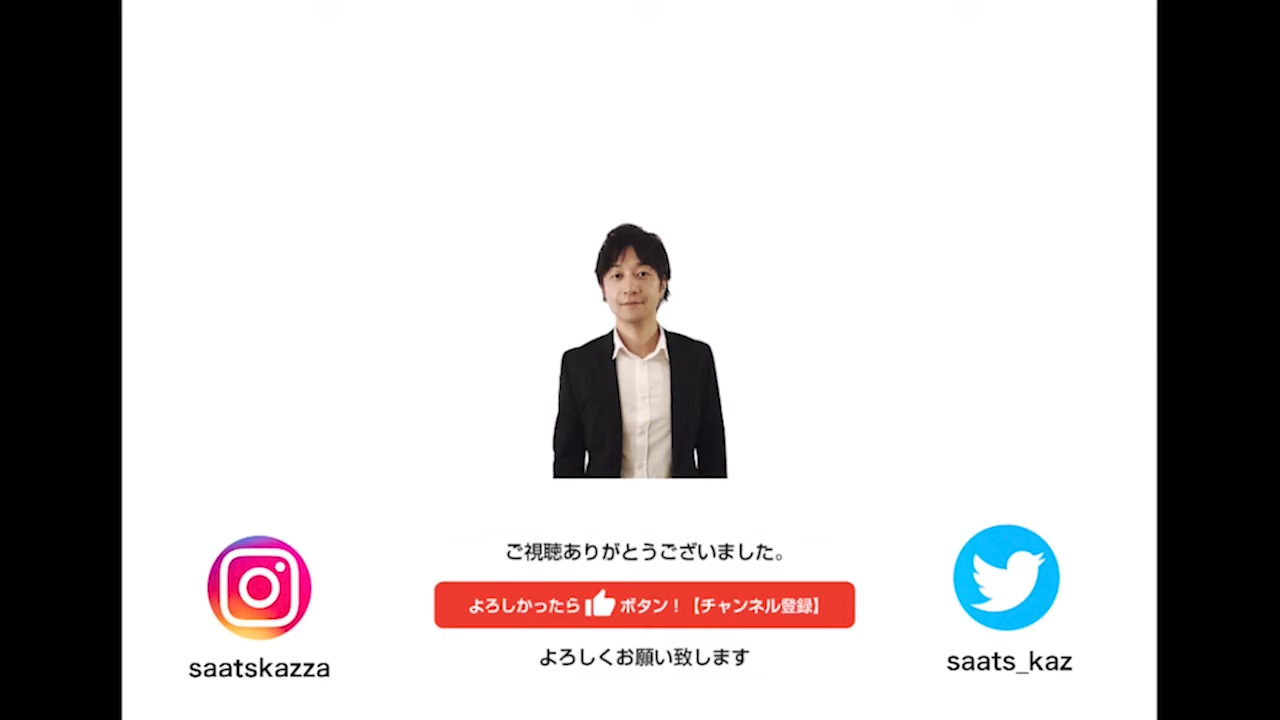 ご視聴ありがとうございました。
よろしかったら ボタン！【チャンネル登録】
よろしくお願い致します
saatskazza
saats_kaz